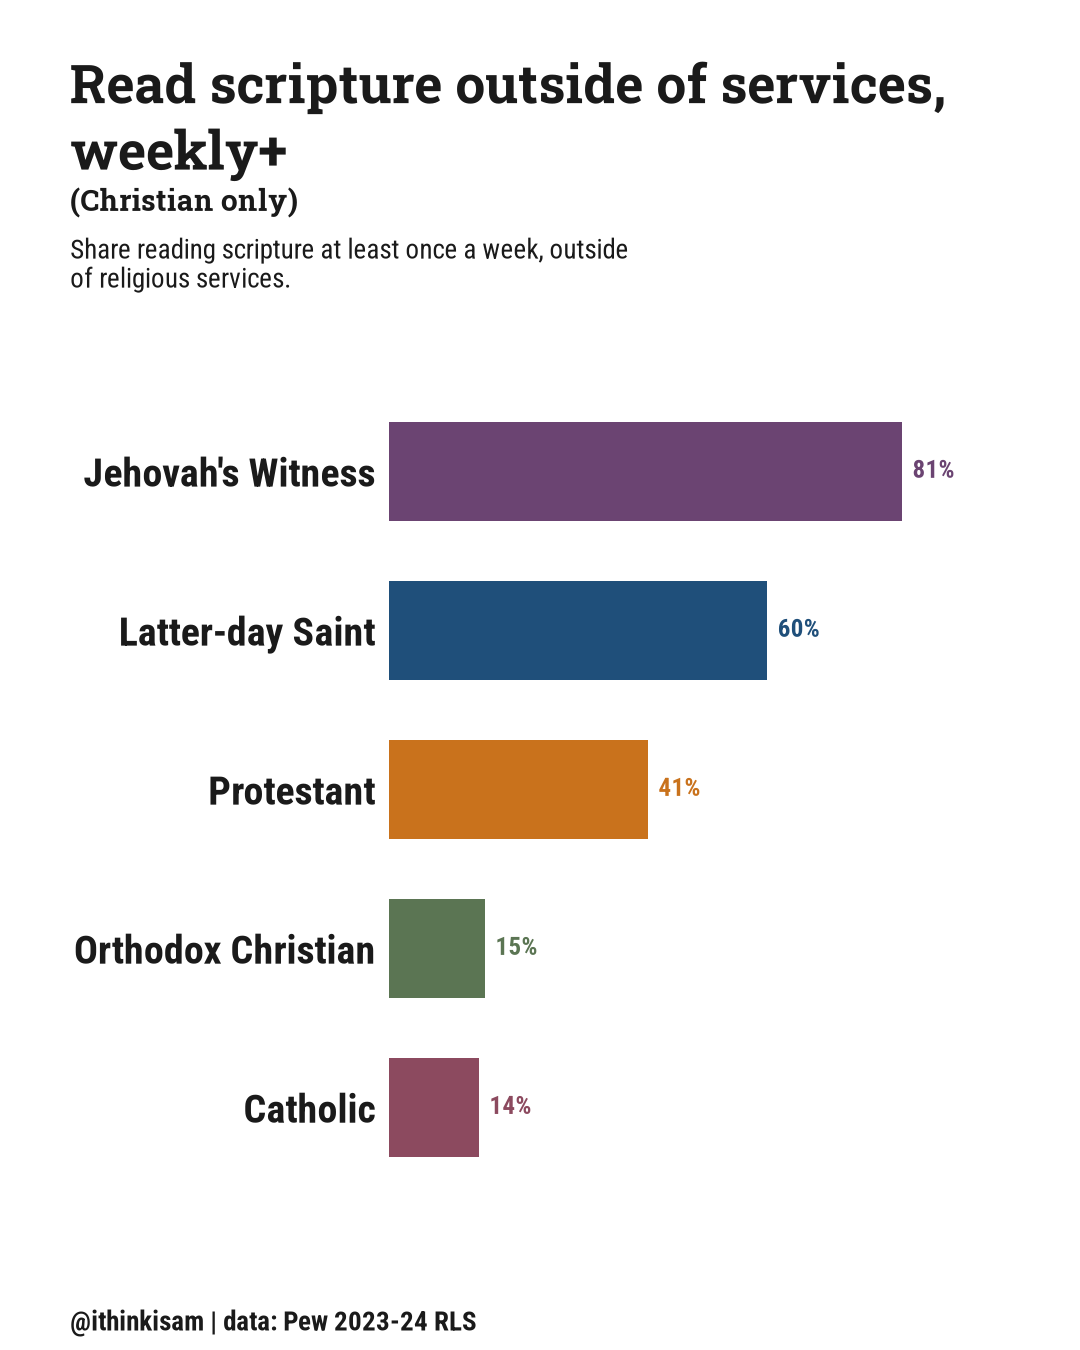 Read scripture outside of services,
weekly+
(Christian only)
Share reading scripture at least once a week, outside
of religious services.
Jehovah's Witness 81%
Latter-day Saint 60%
Protestant 41%
Orthodox Christian 15%
Catholic 14%
@ithinkisam | data: Pew 2023-24 RLS